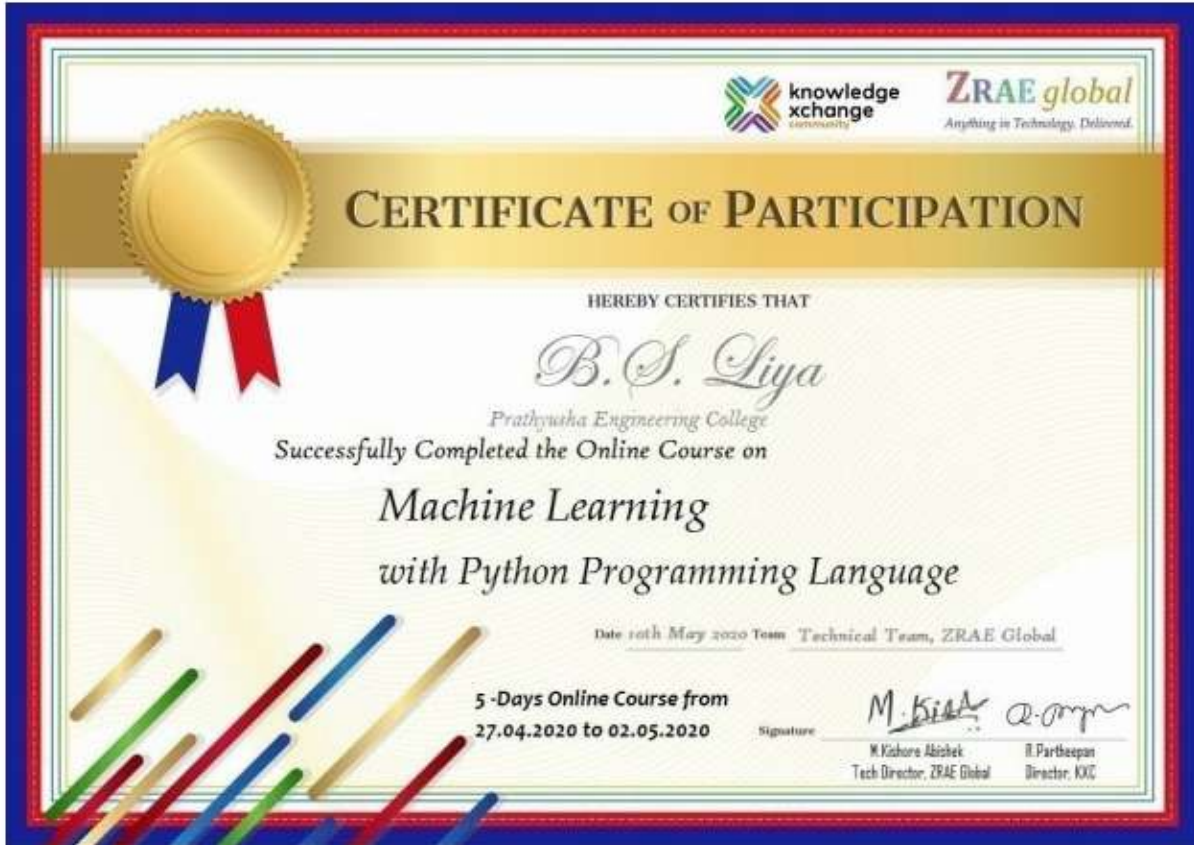 knowledge
xchange
community
ZRAE global
Anything in Technology. Delivered.
CERTIFICATE OF PARTICIPATION
HEREBY CERTIFIES THAT
B.S. Liya
Prathyusha Engineering College
Successfully Completed the Online Course on
Machine Learning
with Python Programming Language
Date 10th May 2020 Team Technical Team, ZRAE Global
5 -Days Online Course from
27.04.2020 to 02.05.2020
Signature
M.Kishore Abishek
Tech Director, ZRAE Global
R.Partheepan
Director, KXC